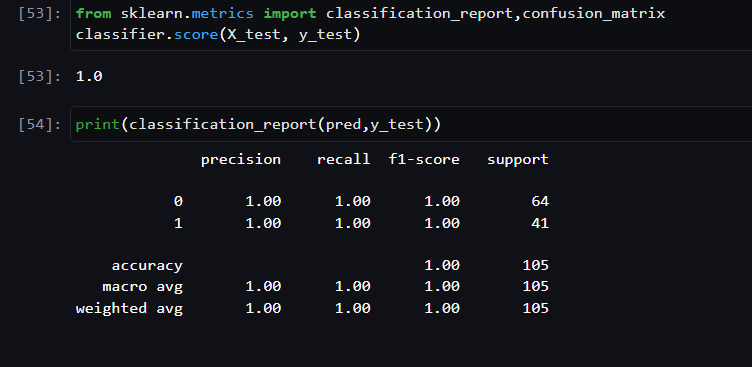 [53]: from sklearn.metrics import classification_report,confusion_matrix
classifier.score(X_test, y_test)
[53]: 1.0
[54]: print(classification_report(pred,y_test))
precision recall f1-score support
0 1.00 1.00 1.00 64
1 1.00 1.00 1.00 41
accuracy 1.00 105
macro avg 1.00 1.00 1.00 105
weighted avg 1.00 1.00 1.00 105